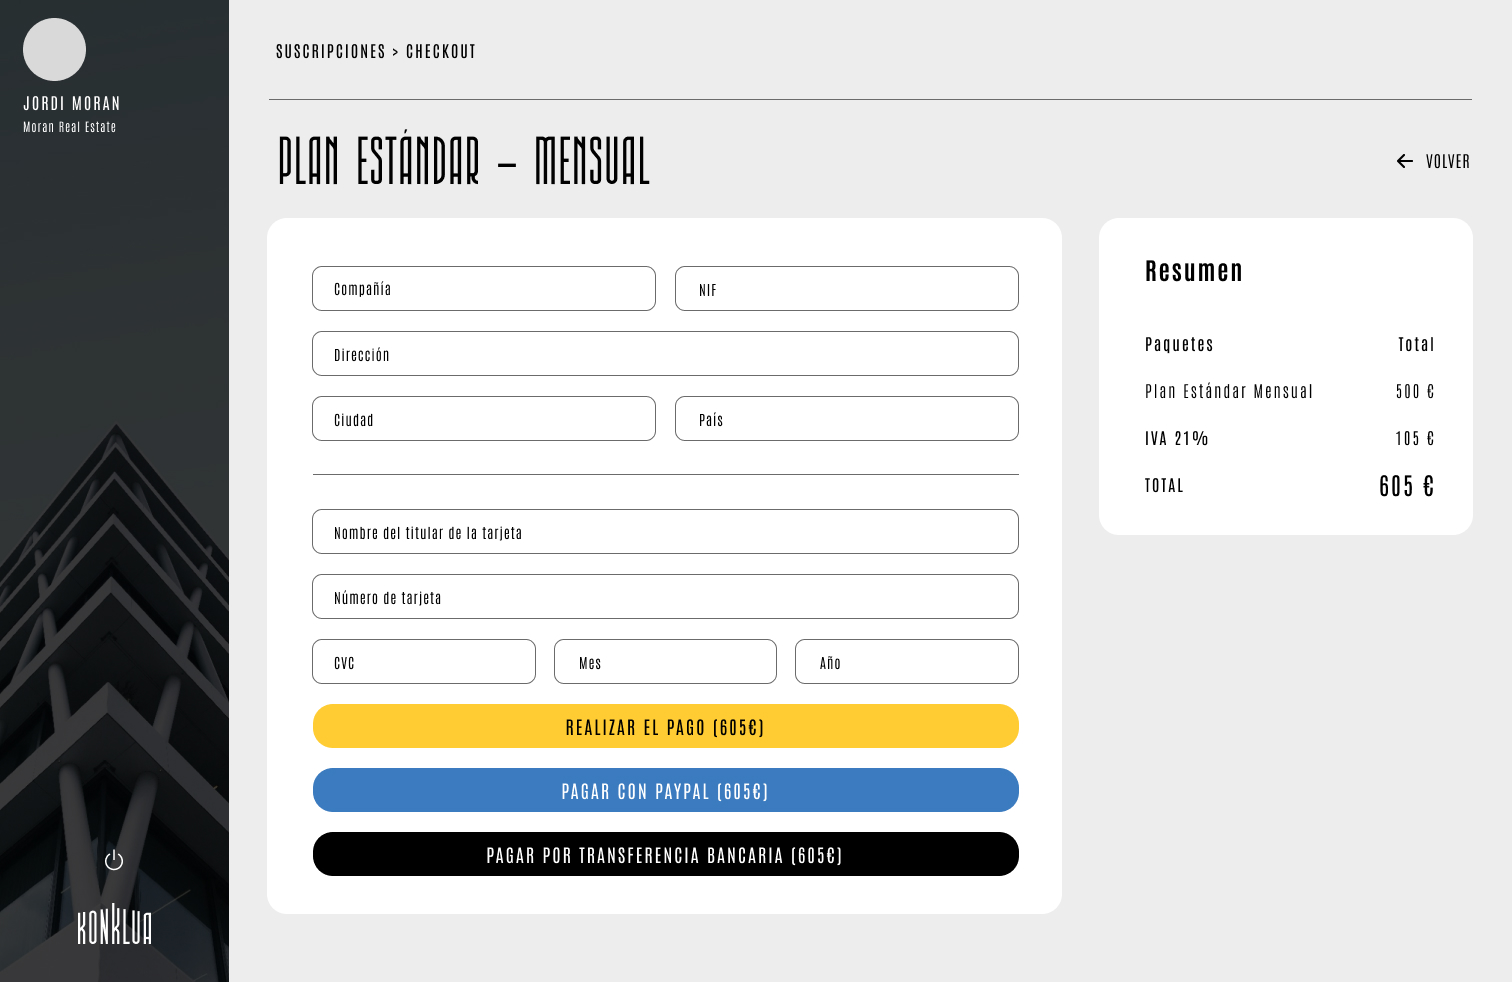 JORDI MORAN
Moran Real Estate
KONKLUA
SUSCRIPCIONES > CHECKOUT
PLAN ESTÁNDAR – MENSUAL
← VOLVER
Compañía
NIF
Dirección
Ciudad
País
Nombre del titular de la tarjeta
Número de tarjeta
CVC
Mes
Año
REALIZAR EL PAGO (605€)
PAGAR CON PAYPAL (605€)
PAGAR POR TRANSFERENCIA BANCARIA (605€)
Resumen
Paquetes Total
Plan Estándar Mensual 500 €
IVA 21% 105 €
TOTAL 605 €